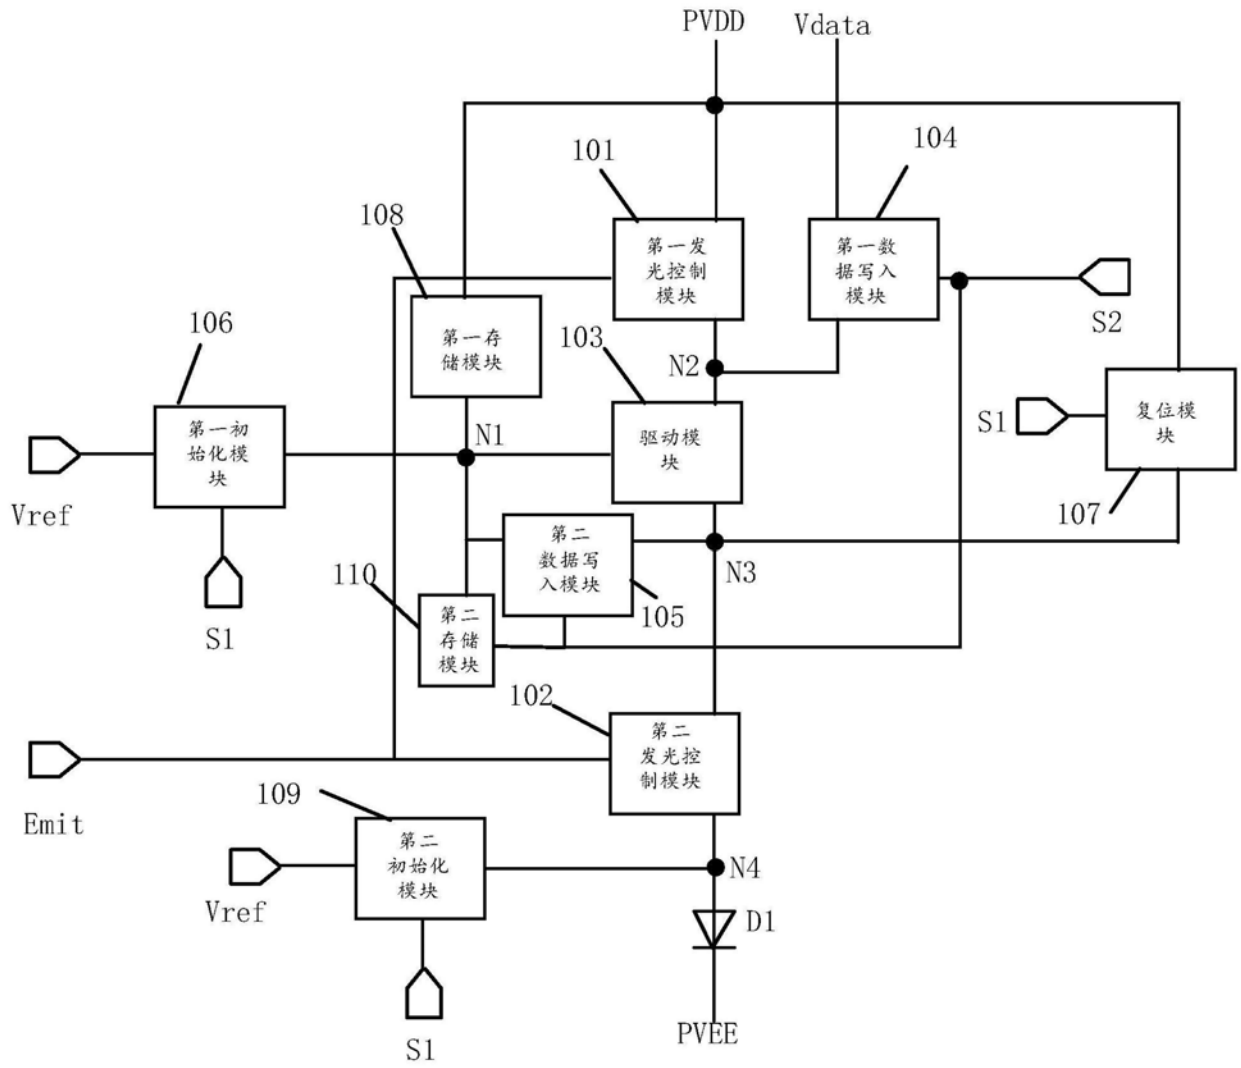 PVDD
Vdata
101
104
108
第一发
光控制
模块
第一数
据写入
模块
106
S2
103
第一存
储模块
N2
第一初
始化模
块
N1
驱动模
块
S1
复位模
块
Vref
107
第二
数据写
入模块
N3
110
105
S1
第二
存储
模块
102
第二
发光控
制模块
Emit
109
第二
初始化
模块
N4
Vref
D1
PVEE
S1